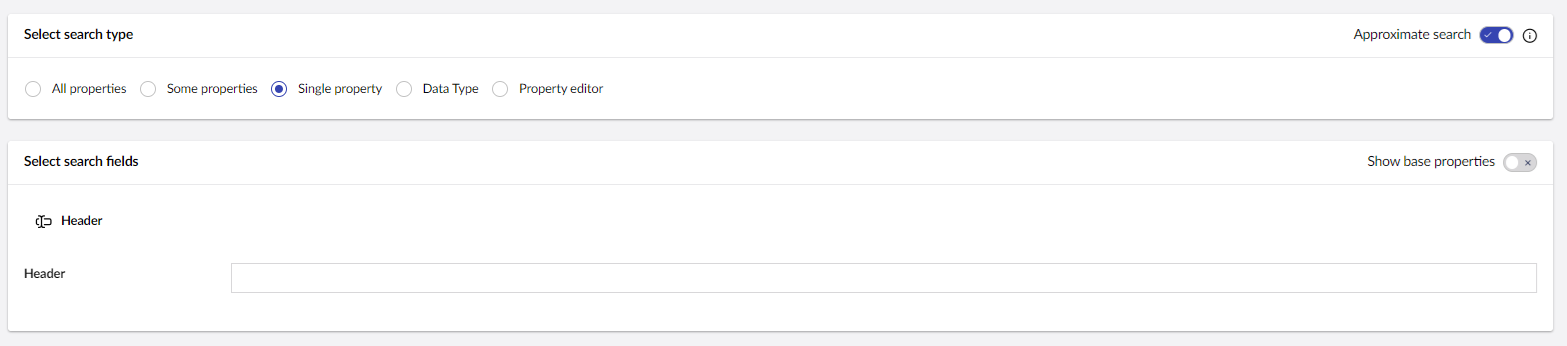 Select search type
Approximate search
All properties
Some properties
Single property
Data Type
Property editor
Select search fields
Show base properties
Header
Header